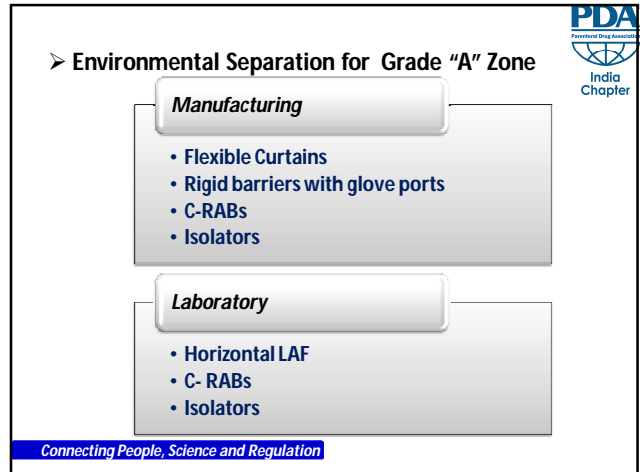 PDA
Parenteral Drug Association
India
Chapter
➢ Environmental Separation for Grade “A” Zone
Manufacturing
• Flexible Curtains
• Rigid barriers with glove ports
• C-RABs
• Isolators
Laboratory
• Horizontal LAF
• C- RABs
• Isolators
Connecting People, Science and Regulation